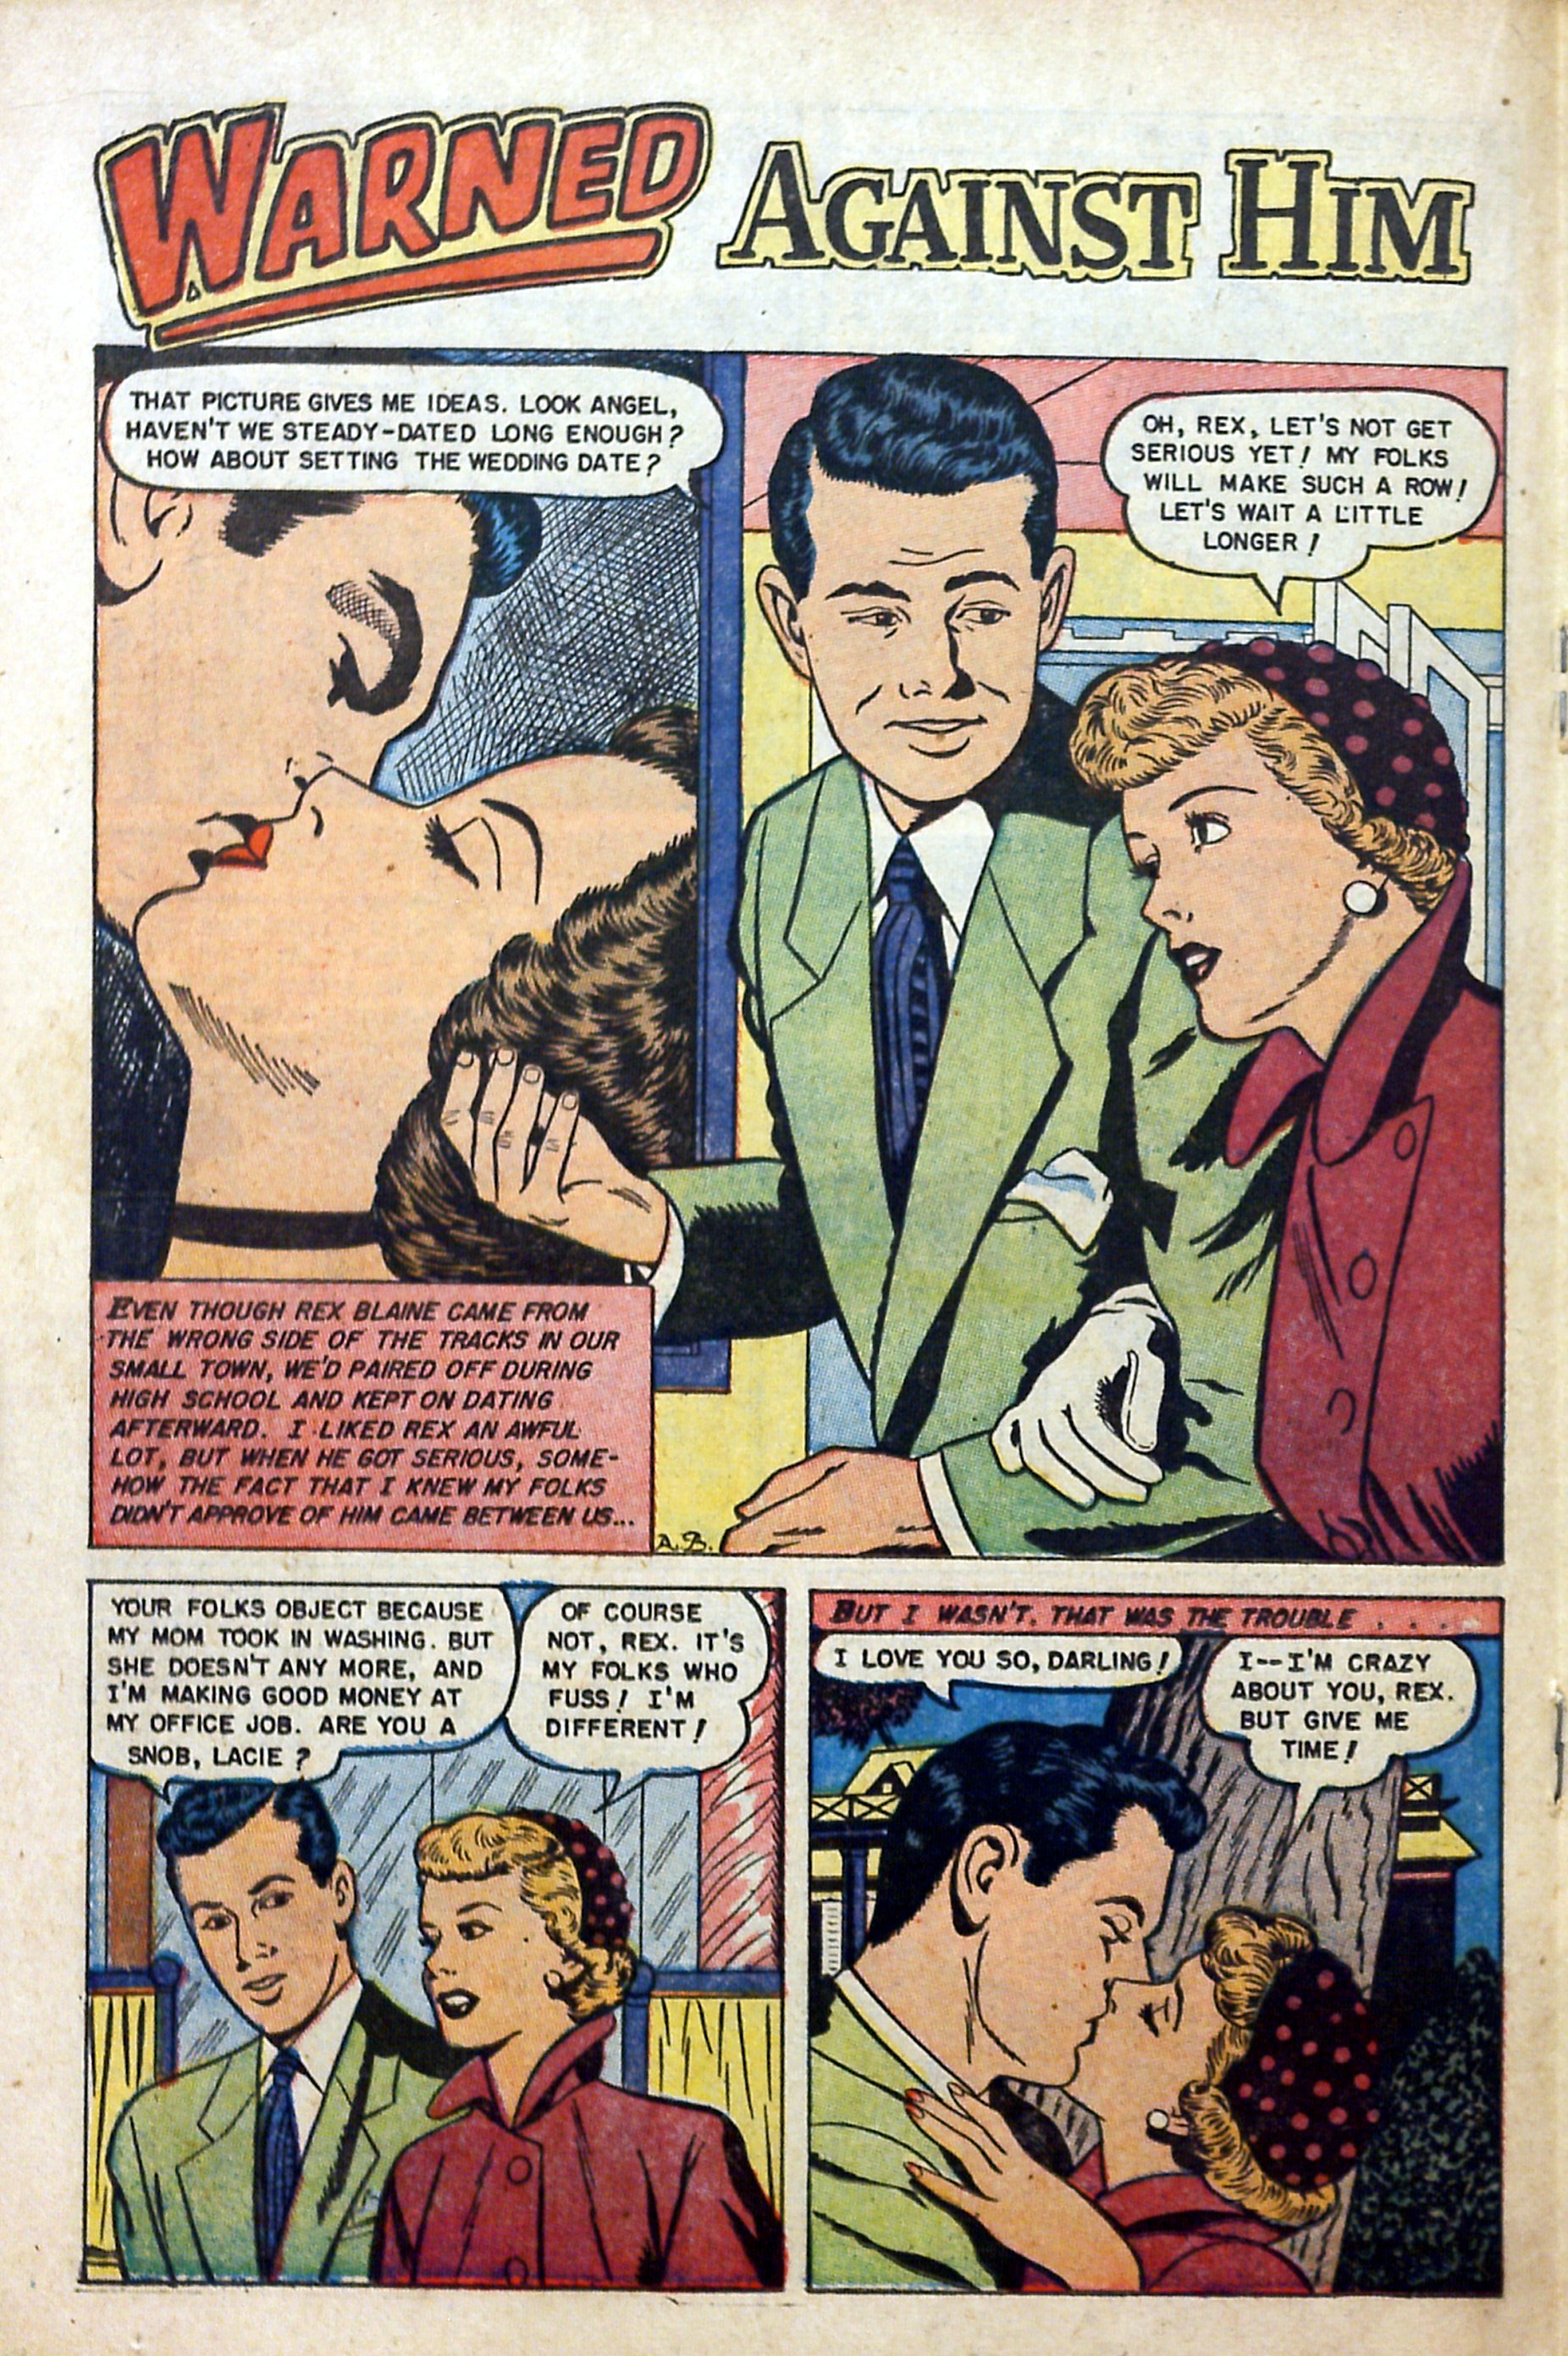 WARNED AGAINST HIM
THAT PICTURE GIVES ME IDEAS. LOOK ANGEL,
HAVEN'T WE STEADY-DATED LONG ENOUGH?
HOW ABOUT SETTING THE WEDDING DATE?
OH, REX, LET'S NOT GET
SERIOUS YET! MY FOLKS
WILL MAKE SUCH A ROW!
LET'S WAIT A LITTLE
LONGER!
EVEN THOUGH REX BLAINE CAME FROM
THE WRONG SIDE OF THE TRACKS IN OUR
SMALL TOWN, WE'D PAIRED OFF DURING
HIGH SCHOOL AND KEPT ON DATING
AFTERWARD. I LIKED REX AN AWFUL
LOT, BUT WHEN HE GOT SERIOUS, SOME-
HOW THE FACT THAT I KNEW MY FOLKS
DIDN'T APPROVE OF HIM CAME BETWEEN US...
A.B.
YOUR FOLKS OBJECT BECAUSE
MY MOM TOOK IN WASHING. BUT
SHE DOESN'T ANY MORE, AND
I'M MAKING GOOD MONEY AT
MY OFFICE JOB. ARE YOU A
SNOB, LACIE?
OF COURSE
NOT, REX. IT'S
MY FOLKS WHO
FUSS! I'M
DIFFERENT!
BUT I WASN'T. THAT WAS THE TROUBLE....
I LOVE YOU SO, DARLING!
I--I'M CRAZY
ABOUT YOU, REX.
BUT GIVE ME
TIME!